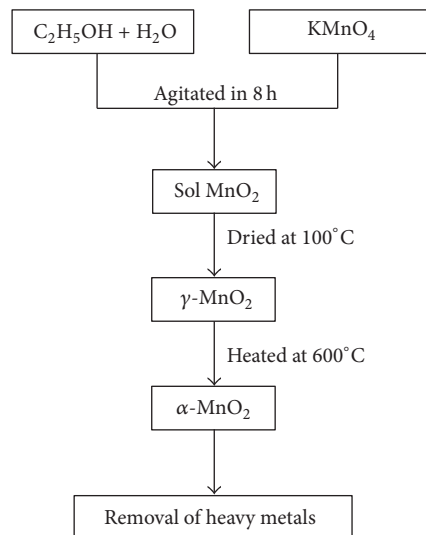 C₂H₅OH + H₂O
KMnO₄
Agitated in 8 h
Sol MnO₂
Dried at 100°C
γ-MnO₂
Heated at 600°C
α-MnO₂
Removal of heavy metals